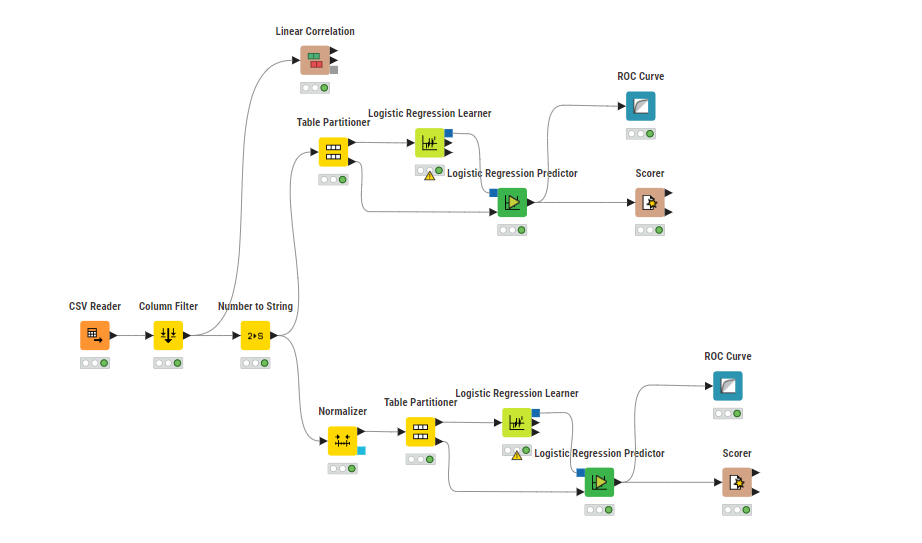 Linear Correlation
ROC Curve
Table Partitioner
Logistic Regression Learner
Logistic Regression Predictor
Scorer
CSV Reader
Column Filter
Number to String
2▸S
ROC Curve
Normalizer
Table Partitioner
Logistic Regression Learner
Logistic Regression Predictor
Scorer